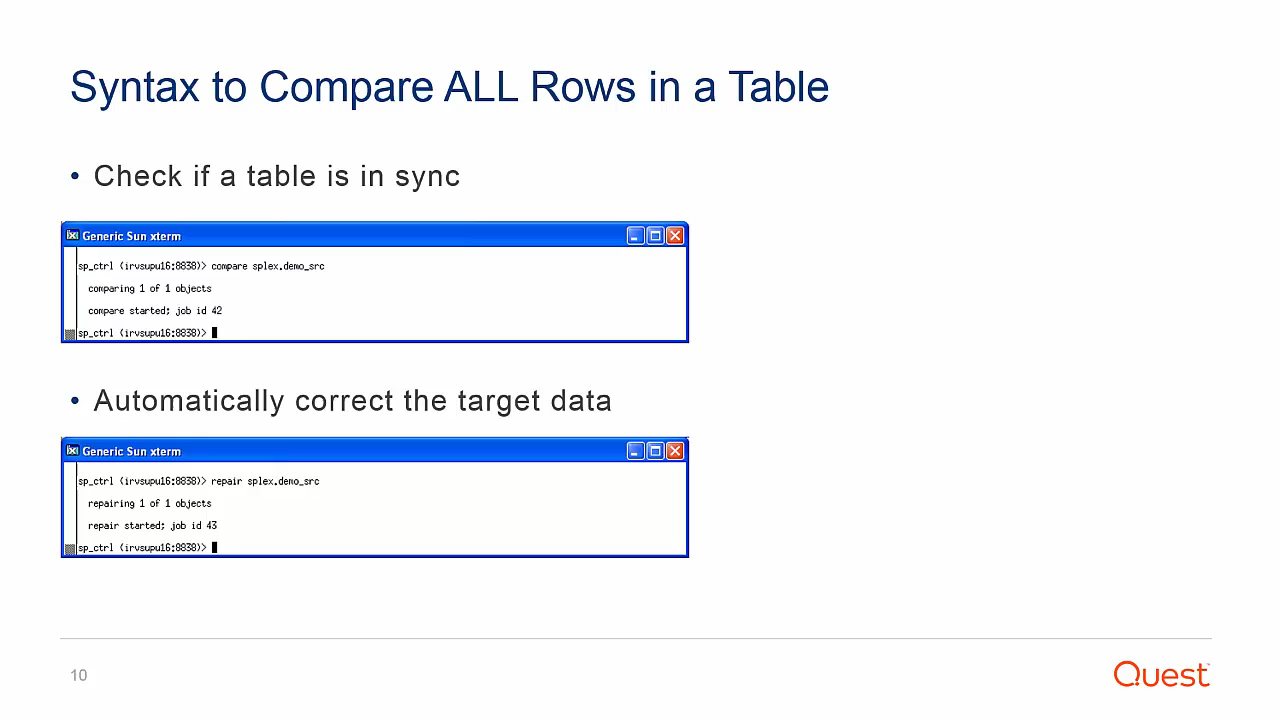 Syntax to Compare ALL Rows in a Table
• Check if a table is in sync
Generic Sun xterm
sp_ctrl (irvsupu16:8838)> compare splex.demo_src
comparing 1 of 1 objects
compare started; job id 42
sp_ctrl (irvsupu16:8838)>
• Automatically correct the target data
Generic Sun xterm
sp_ctrl (irvsupu16:8838)> repair splex.demo_src
repairing 1 of 1 objects
repair started; job id 43
sp_ctrl (irvsupu16:8838)>
10
Quest